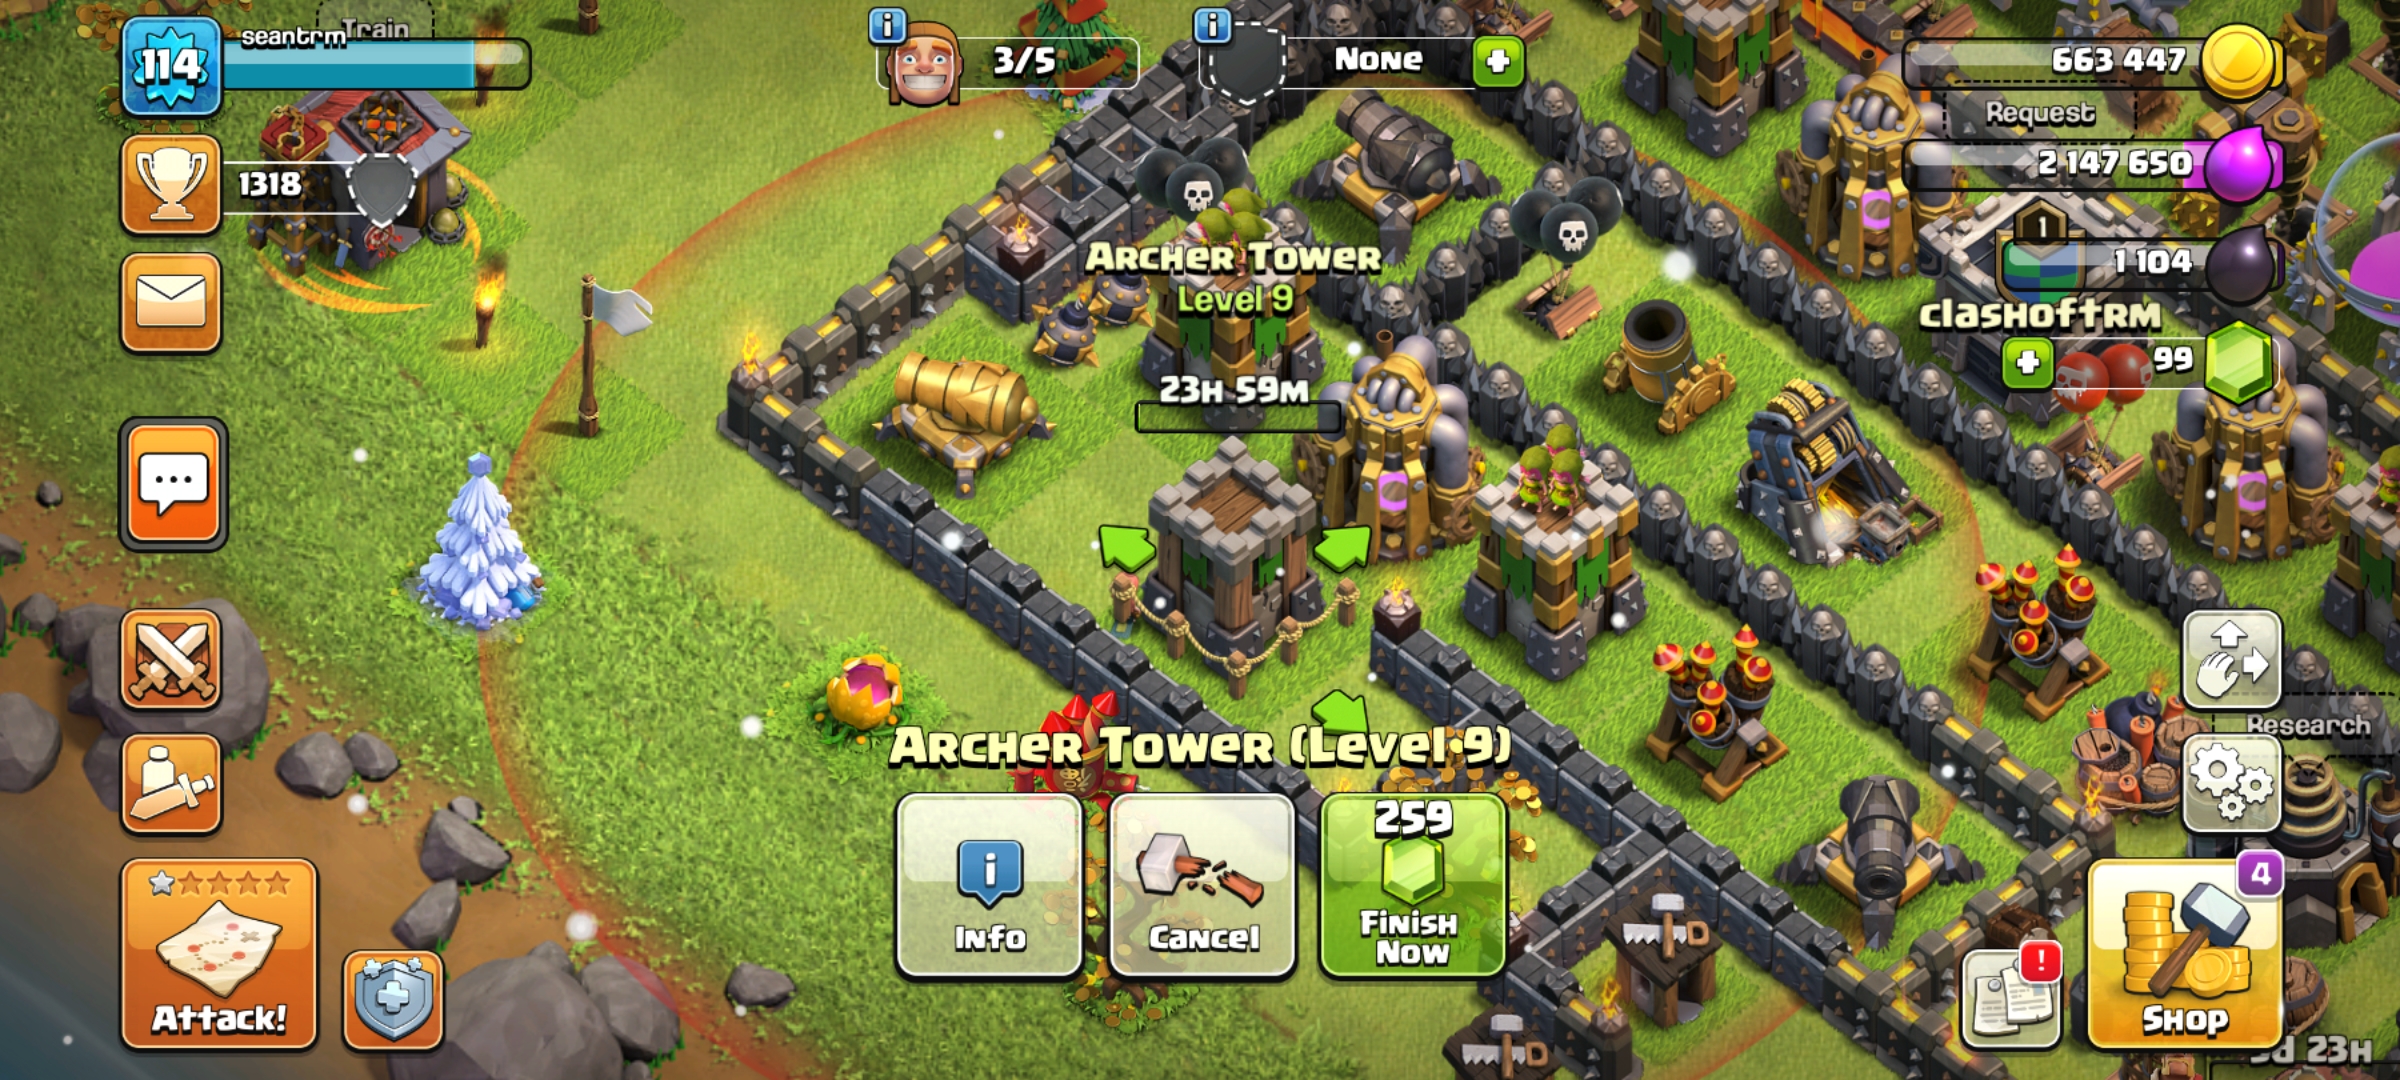 Train
seantrm
114
3/5
None
663 447
Request
2 147 650
1318
1
1 104
Archer Tower
Level 9
clashoftRM
99
23H 59M
Archer Tower (Level 9)
Research
259
Info
Cancel
Finish
Now
4
!
Attack!
Shop
3d 23H